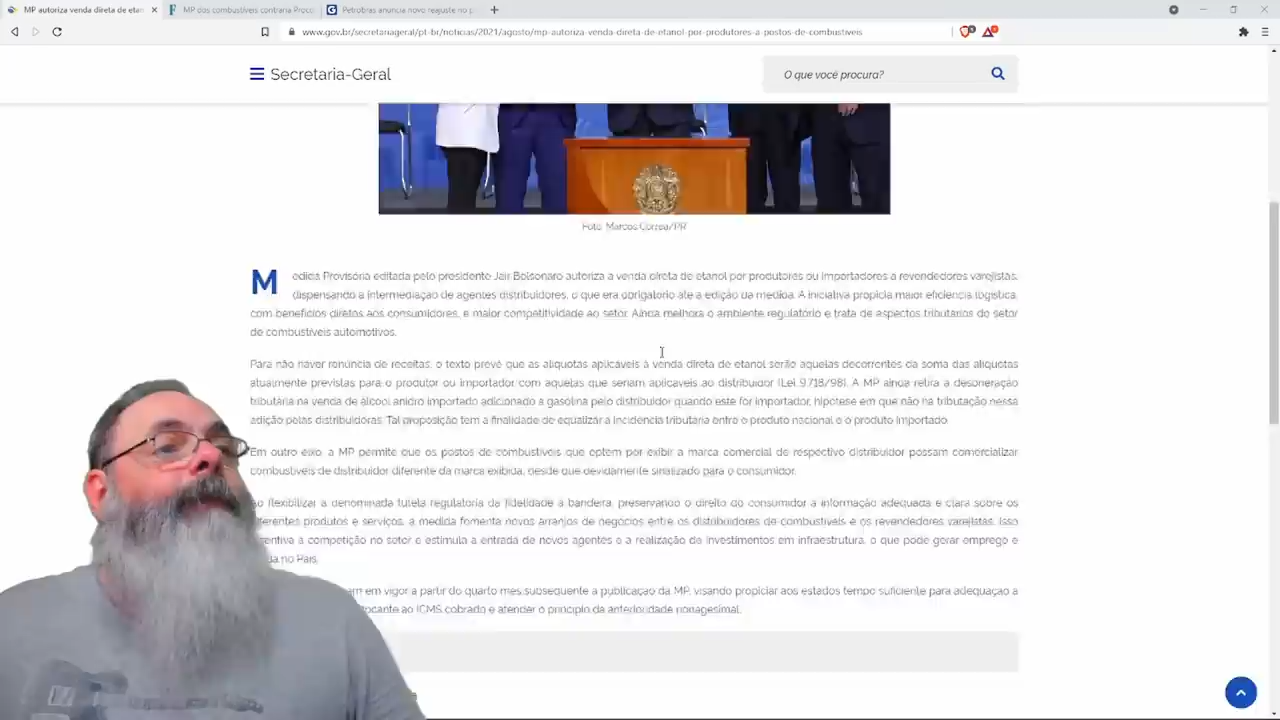 MP autoriza venda direta de etan
MP dos combustíveis contraria Proco
Petrobras anuncia novo reajuste no p
www.gov.br/secretariageral/pt-br/noticias/2021/agosto/mp-autoriza-venda-direta-de-etanol-por-produtores-a-postos-de-combustiveis
Secretaria-Geral
O que você procura?
Foto: Marcos Correa/PR
Medida Provisória editada pelo presidente Jair Bolsonaro autoriza a venda direta de etanol por produtores ou importadores a revendedores varejistas,
dispensando a intermediação de agentes distribuidores, o que era obrigatório até a edição da medida. A iniciativa propicia maior eficiência logística,
com benefícios diretos aos consumidores, e maior competitividade ao setor. Ainda melhora o ambiente regulatório e trata de aspectos tributários do setor
de combustíveis automotivos.
Para não haver renúncia de receitas, o texto prevê que as alíquotas aplicáveis à venda direta de etanol serão aquelas decorrentes da soma das alíquotas
atualmente previstas para o produtor ou importador com aquelas que seriam aplicáveis ao distribuidor (Lei 9.718/98). A MP ainda retira a desoneração
tributária na venda de álcool anidro importado adicionado à gasolina pelo distribuidor quando este for importador, hipótese em que não há tributação nessa
adição pelas distribuidoras. Tal proposição tem a finalidade de equalizar a incidência tributária entre o produto nacional e o produto importado.
Em outro eixo, a MP permite que os postos de combustíveis que optem por exibir a marca comercial de respectivo distribuidor possam comercializar
combustíveis de distribuidor diferente da marca exibida, desde que devidamente sinalizado para o consumidor.
Ao flexibilizar a denominada tutela regulatória da fidelidade à bandeira, preservando o direito do consumidor à informação adequada e clara sobre os
diferentes produtos e serviços, a medida fomenta novos arranjos de negócios entre os distribuidores de combustíveis e os revendedores varejistas. Isso
incentiva a competição no setor e estimula a entrada de novos agentes e a realização de investimentos em infraestrutura, o que pode gerar emprego e
no País.
em vigor a partir do quarto mês subsequente à publicação da MP, visando propiciar aos estados tempo suficiente para adequação a
tocante ao ICMS cobrado e atender o princípio da anterioridade nonagesimal.